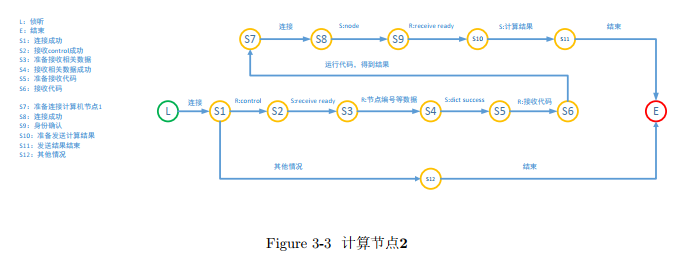 L: 侦听
E: 结束
S1: 连接成功
S2: 接收control成功
S3: 准备接收相关数据
S4: 接收相关数据成功
S5: 准备接收代码
S6: 接收代码
S7: 准备连接计算机节点1
S8: 连接成功
S9: 身份确认
S10: 准备发送计算结果
S11: 发送结果结束
S12: 其他情况
S7 连接 S8 S:node S9 R:receive ready S10 S:计算结果 S11 结束
运行代码，得到结果
L 连接 S1 R:control S2 S:receive ready S3 R:节点编号等数据 S4 S:dict success S5 R:接收代码 S6 E
其他情况 S12 结束
Figure 3-3 计算节点2